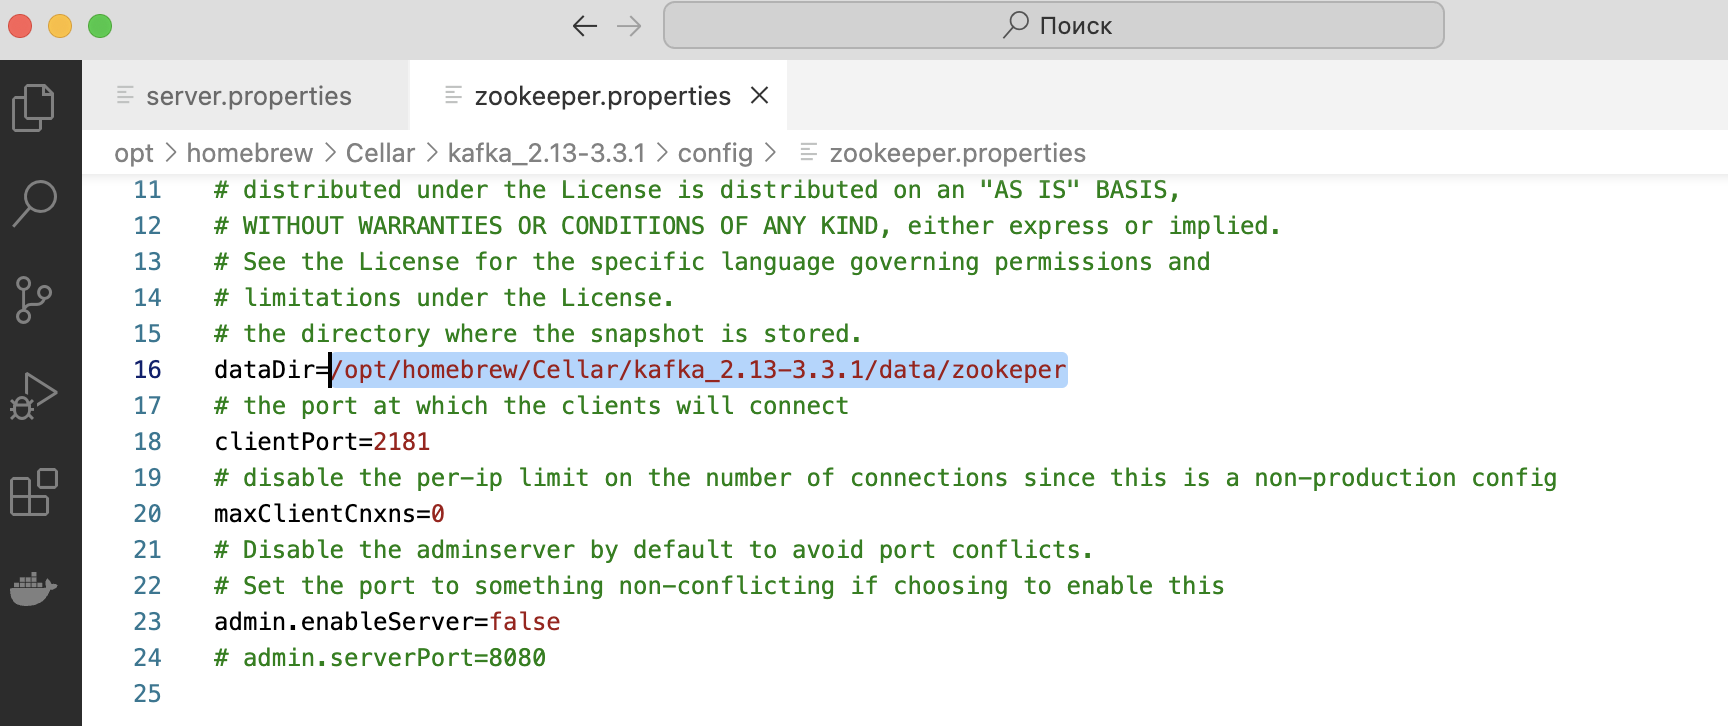 Поиск
server.properties
zookeeper.properties
opt > homebrew > Cellar > kafka_2.13-3.3.1 > config > zookeeper.properties
11 # distributed under the License is distributed on an "AS IS" BASIS,
12 # WITHOUT WARRANTIES OR CONDITIONS OF ANY KIND, either express or implied.
13 # See the License for the specific language governing permissions and
14 # limitations under the License.
15 # the directory where the snapshot is stored.
16 dataDir=/opt/homebrew/Cellar/kafka_2.13-3.3.1/data/zookeper
17 # the port at which the clients will connect
18 clientPort=2181
19 # disable the per-ip limit on the number of connections since this is a non-production config
20 maxClientCnxns=0
21 # Disable the adminserver by default to avoid port conflicts.
22 # Set the port to something non-conflicting if choosing to enable this
23 admin.enableServer=false
24 # admin.serverPort=8080
25